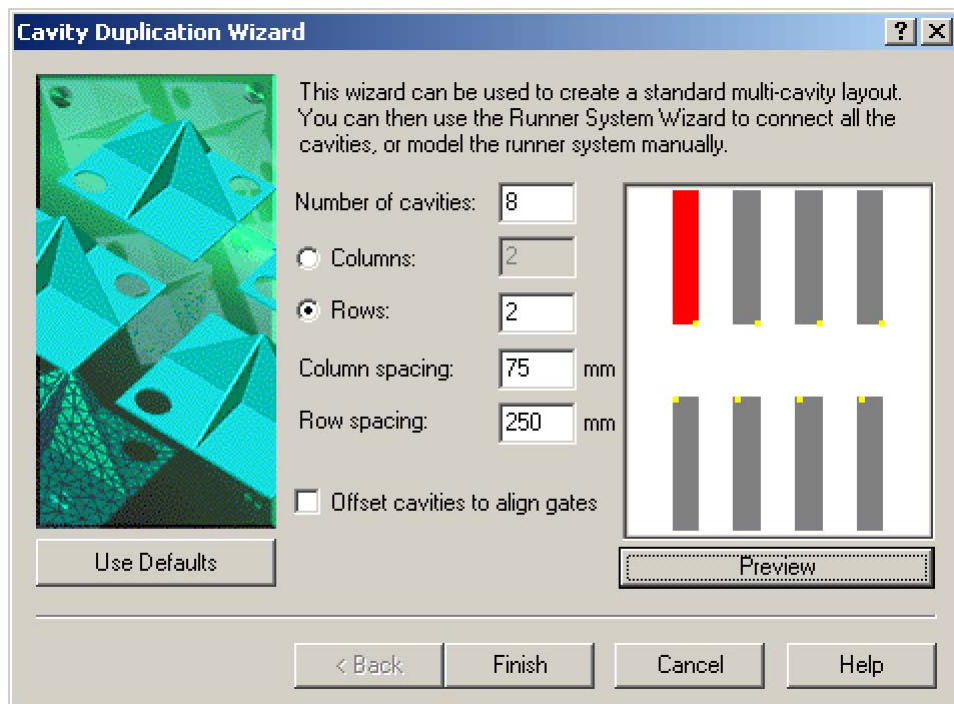 Cavity Duplication Wizard
This wizard can be used to create a standard multi-cavity layout.
You can then use the Runner System Wizard to connect all the
cavities, or model the runner system manually.
Number of cavities: 8
Columns: 2
Rows: 2
Column spacing: 75 mm
Row spacing: 250 mm
Offset cavities to align gates
Use Defaults
Preview
< Back Finish Cancel Help